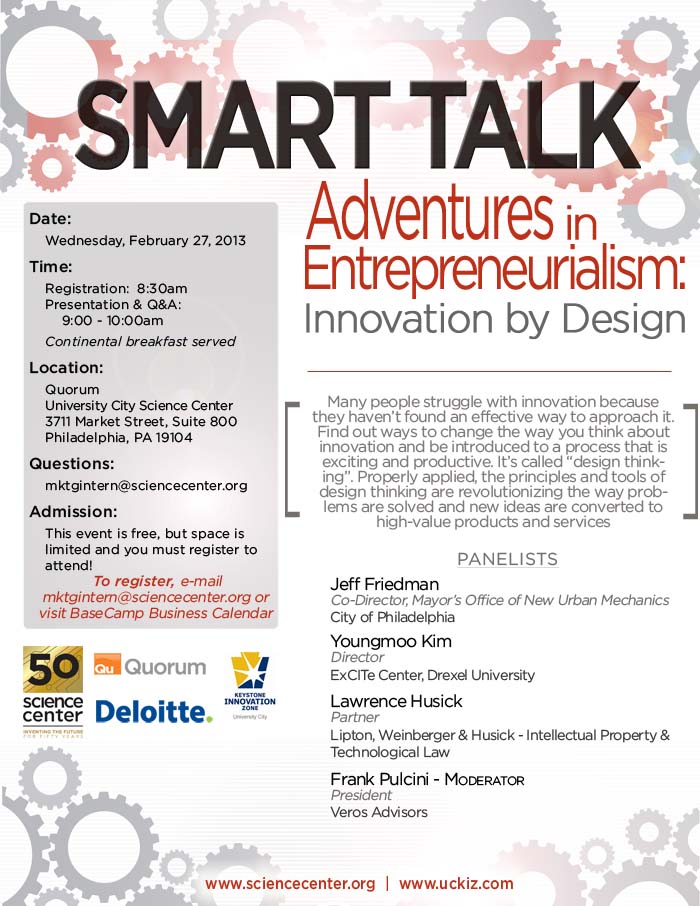 SMART TALK
Adventures in
Entrepreneurialism:
Innovation by Design
Date:
Wednesday, February 27, 2013
Time:
Registration: 8:30am
Presentation & Q&A:
9:00 - 10:00am
Continental breakfast served
Location:
Quorum
University City Science Center
3711 Market Street, Suite 800
Philadelphia, PA 19104
Questions:
mktgintern@sciencecenter.org
Admission:
This event is free, but space is
limited and you must register to
attend!
To register, e-mail
mktgintern@sciencecenter.org or
visit BaseCamp Business Calendar
Many people struggle with innovation because
they haven't found an effective way to approach it.
Find out ways to change the way you think about
innovation and be introduced to a process that is
exciting and productive. It's called "design think-
ing". Properly applied, the principles and tools of
design thinking are revolutionizing the way prob-
lems are solved and new ideas are converted to
high-value products and services
PANELISTS
Jeff Friedman
Co-Director, Mayor's Office of New Urban Mechanics
City of Philadelphia
Youngmoo Kim
Director
ExCITe Center, Drexel University
Lawrence Husick
Partner
Lipton, Weinberger & Husick - Intellectual Property &
Technological Law
Frank Pulcini - MODERATOR
President
Veros Advisors
50
science
center
INVENTING THE FUTURE
FOR FIFTY YEARS
Qu Quorum
Deloitte.
KEYSTONE
INNOVATION
ZONE
University City
www.sciencecenter.org | www.uckiz.com